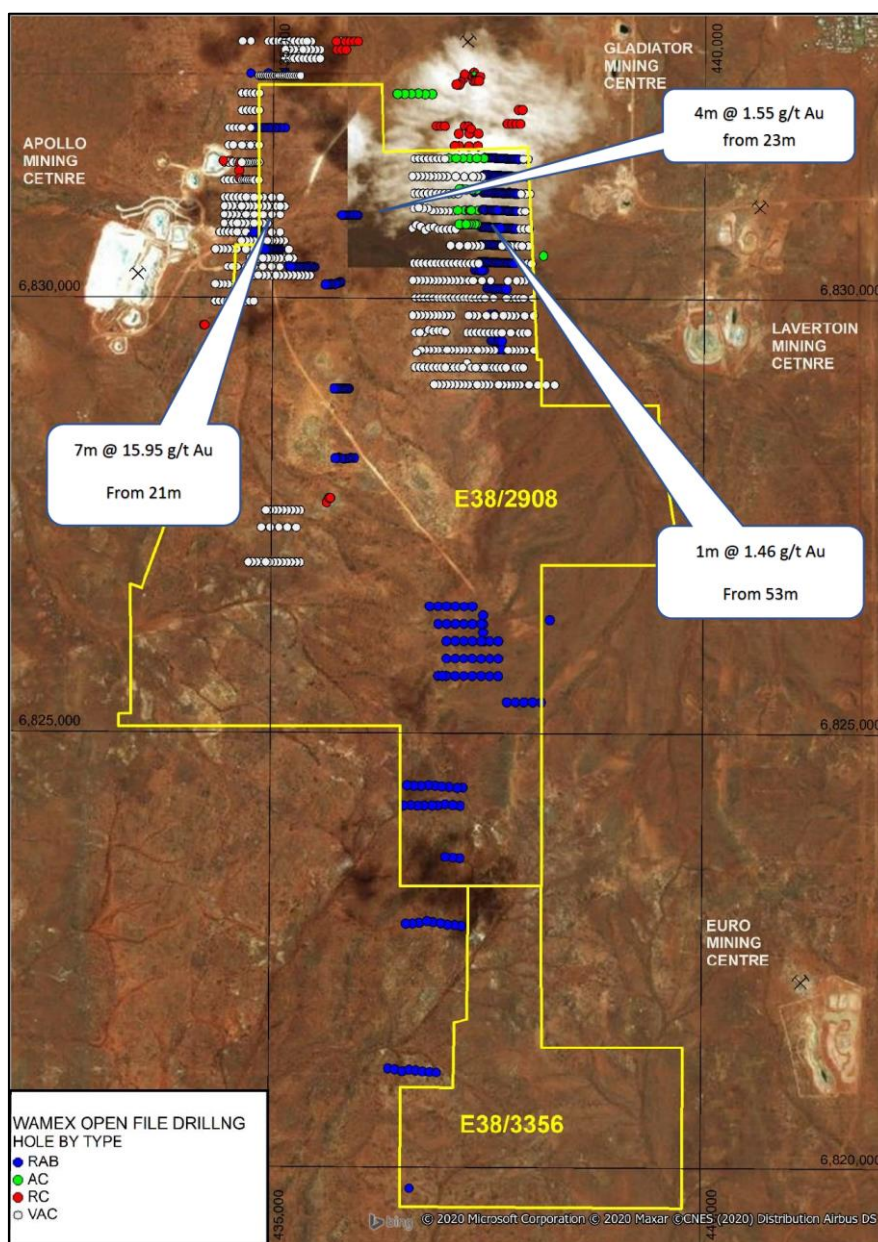 GLADIATOR
MINING
CENTRE
440,000
4m @ 1.55 g/t Au
from 23m
APOLLO
MINING
CETNRE
6,830,000
6,830,000
LAVERTOIN
MINING
CETNRE
7m @ 15.95 g/t Au
From 21m
E38/2908
1m @ 1.46 g/t Au
From 53m
6,825,000
6,825,000
EURO
MINING
CENTRE
WAMEX OPEN FILE DRILLNG
HOLE BY TYPE
RAB
AC
RC
VAC
E38/3356
6,820,000
435,000
bing
© 2020 Microsoft Corporation © 2020 Maxar ©CNES (2020) Distribution Airbus DS